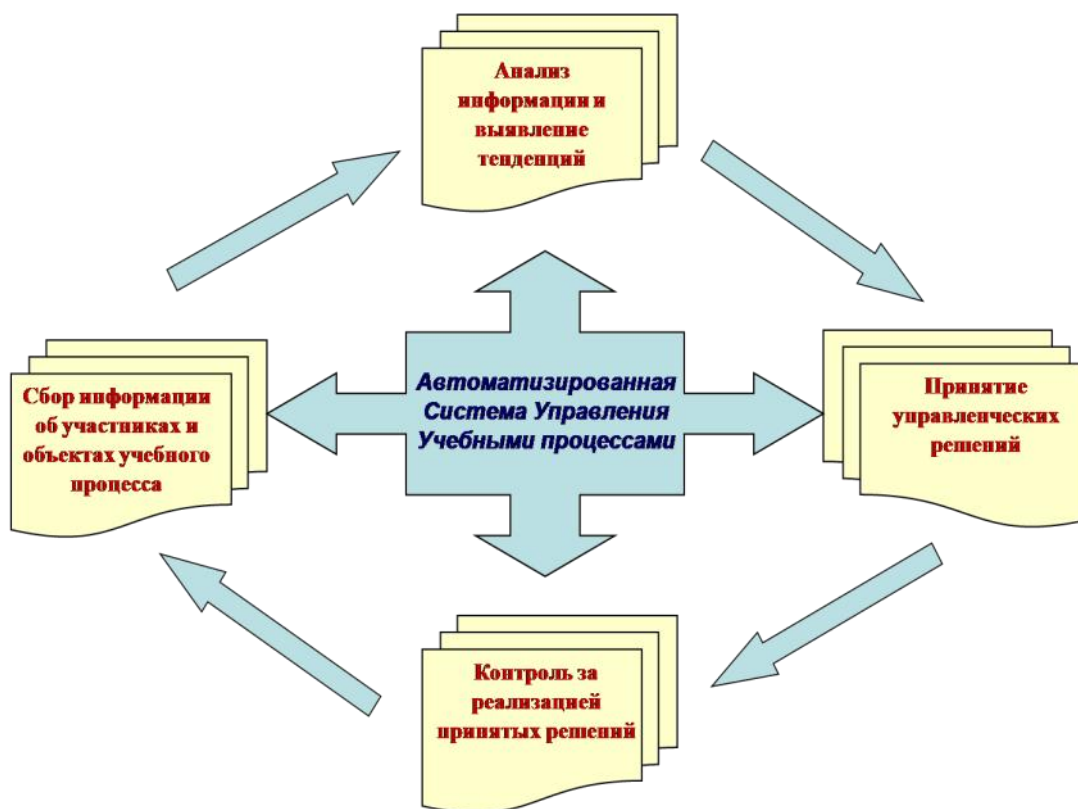 Анализ
информации и
выявление
тенденций
Автоматизированная
Система Управления
Учебными процессами
Сбор информации
об участниках и
объектах учебного
процесса
Принятие
управленческих
решений
Контроль за
реализацией
принятых решений